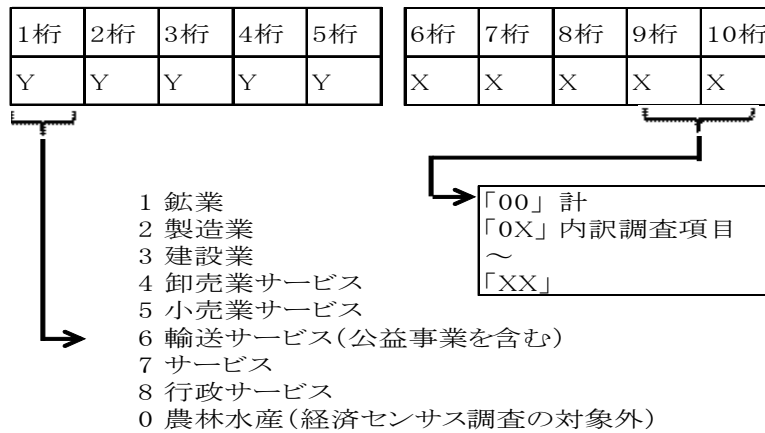 1桁 2桁 3桁 4桁 5桁 6桁 7桁 8桁 9桁 10桁
Y Y Y Y Y X X X X X
「00」計
「0X」内訳調査項目
～
「XX」
1 鉱業
2 製造業
3 建設業
4 卸売業サービス
5 小売業サービス
6 輸送サービス(公益事業を含む)
7 サービス
8 行政サービス
0 農林水産(経済センサス調査の対象外)